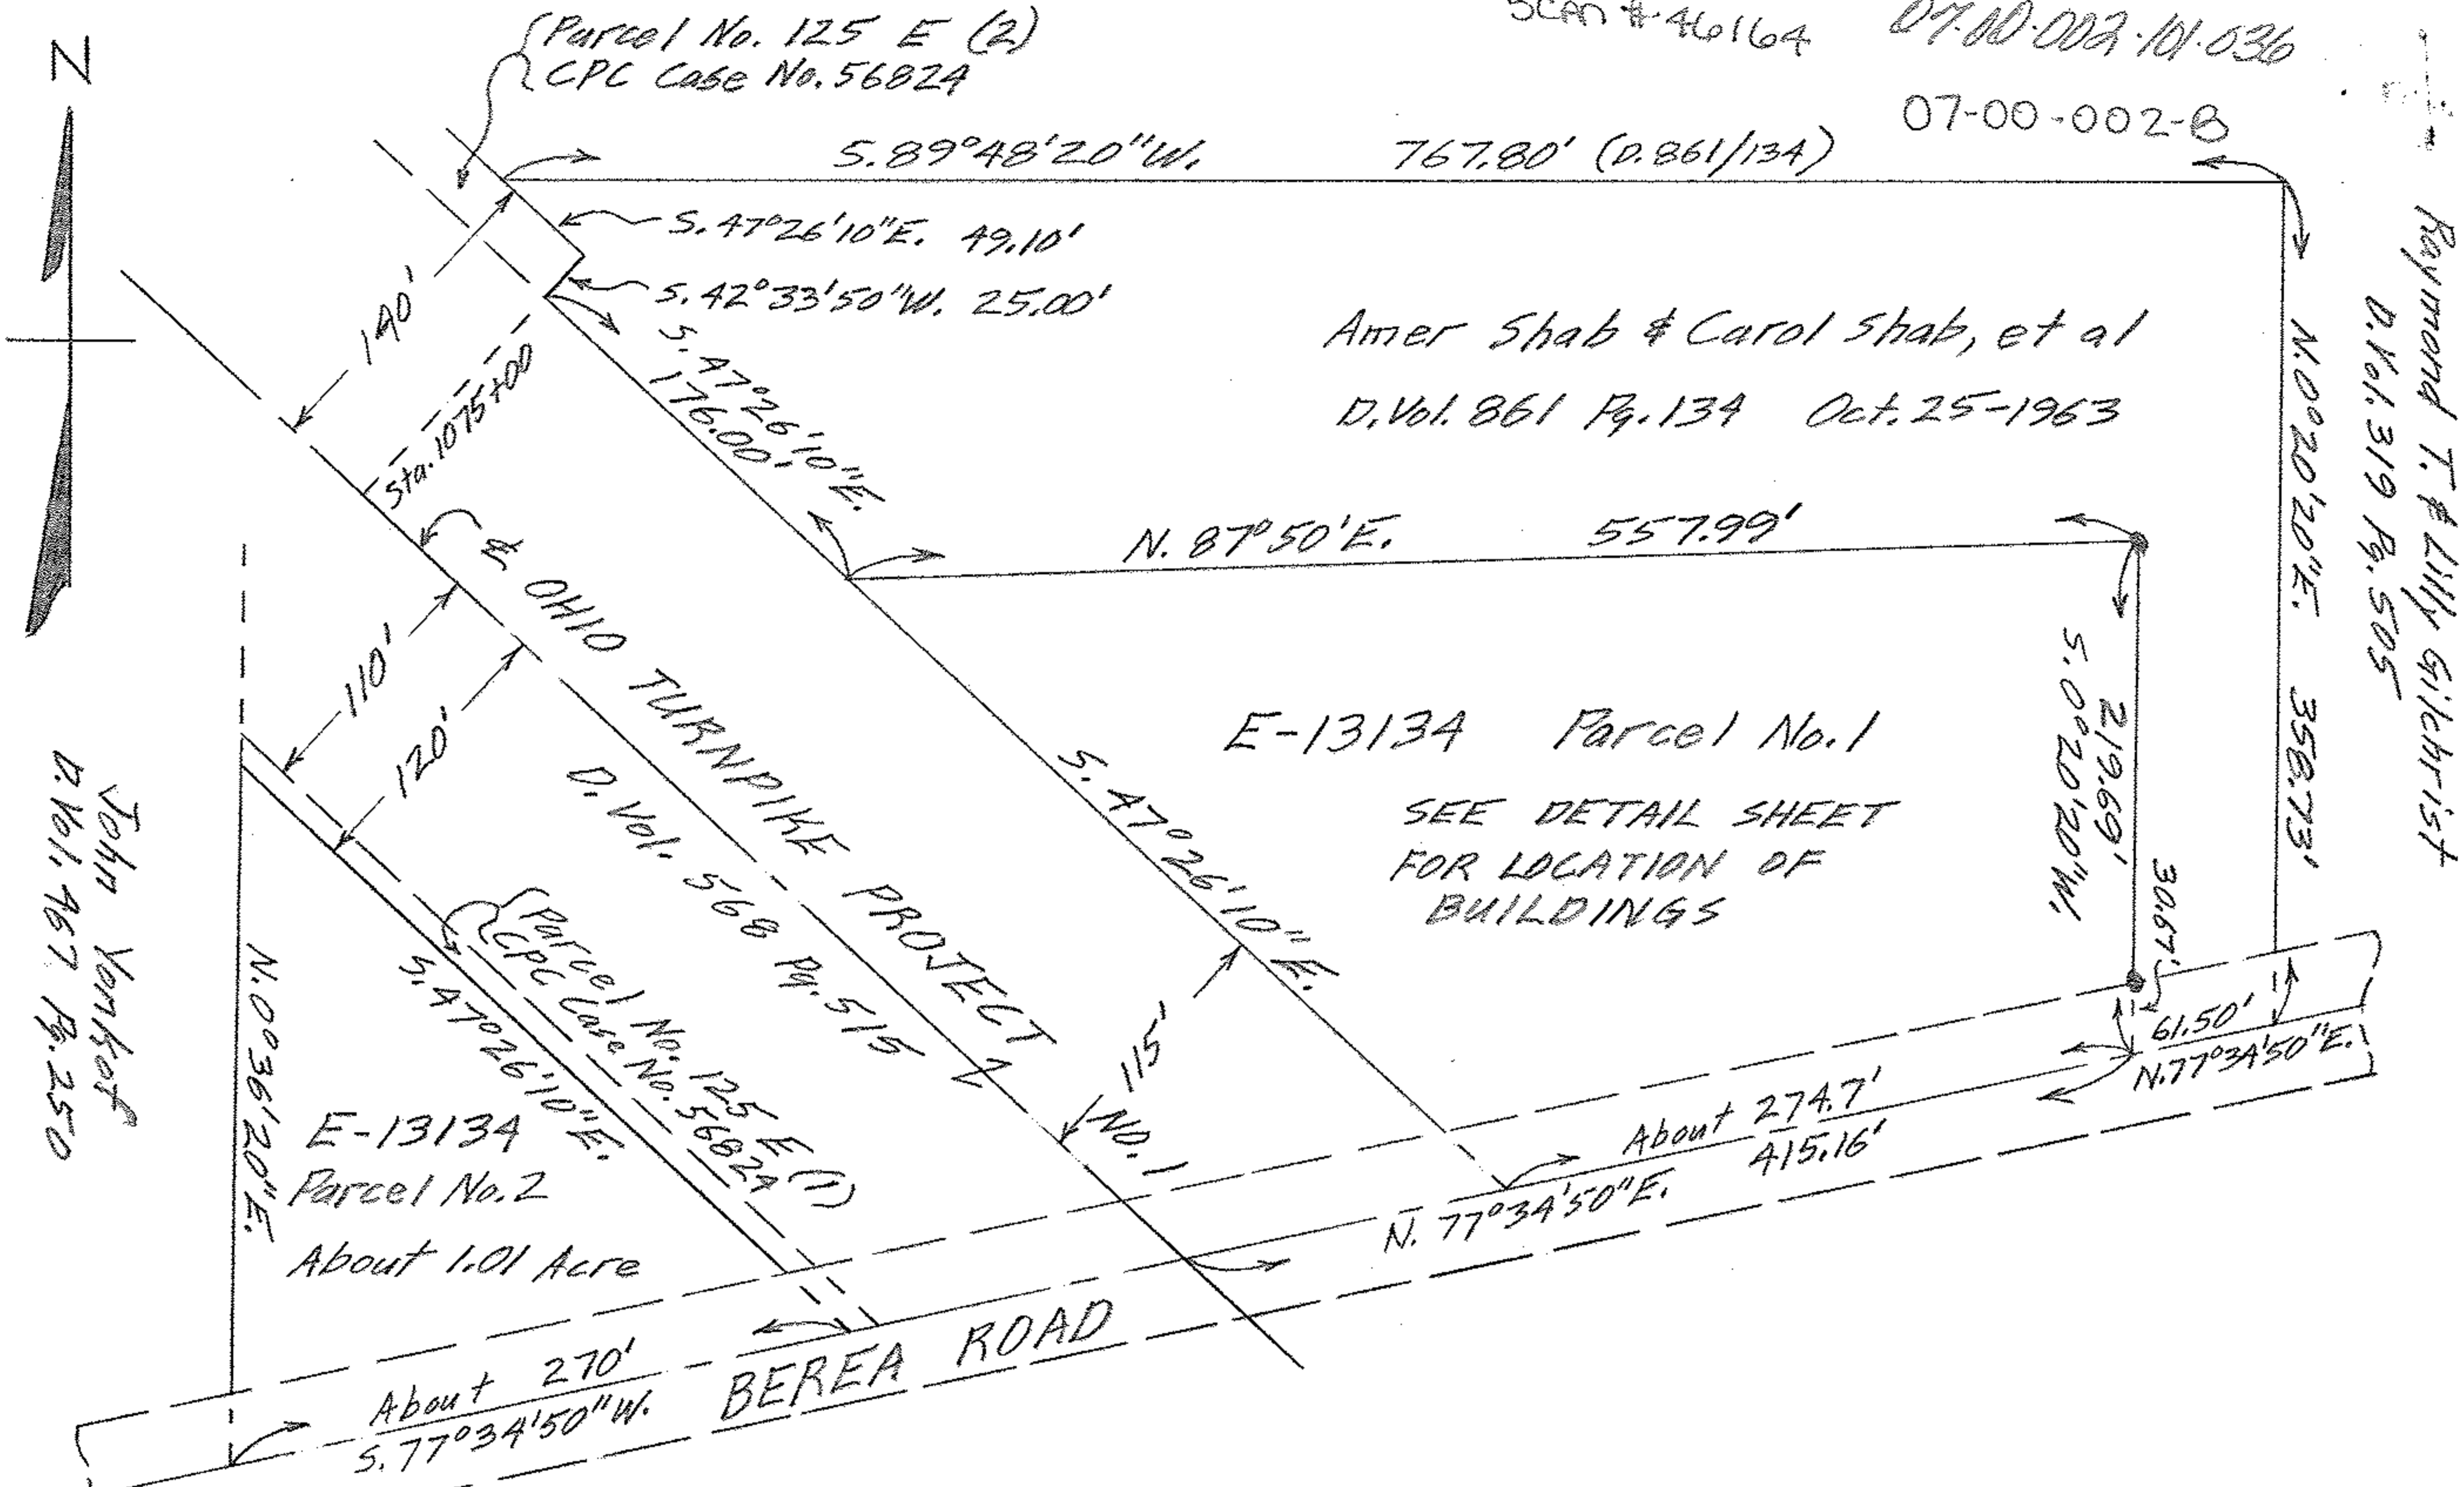 SCAN # 46164
07.00.002.101.036
07-00-002-B
N
Parcel No. 125 E (2)
CPC Case No. 56824
S.89°48'20"W. 767.80' (D.861/134)
S.47°26'10"E. 49.10'
S.42°33'50"W. 25.00'
140'
Sta. 1075+00
S.47°26'10"E.
176.00'
Amer Shab & Carol Shab, et al
D.Vol. 861 Pg. 134 Oct. 25-1963
Raymond T. & Lilly Gilchrist
D.Vol. 319 Pg. 505
N.0°20'20"E. 358.73'
N. 87°50'E. 557.99'
219.69'
S. 0°20'20"W.
30.67'
E-13134 Parcel No. 1
SEE DETAIL SHEET
FOR LOCATION OF
BUILDINGS
S. 47°26'10"E.
℄ OHIO TURNPIKE PROJECT NO. 1
D. Vol. 568 Pg. 515
110'
120'
115'
Parcel No. 125 E (1)
CPC Case No. 56824
S.47°26'10"E.
John Yonkof
D.Vol. 467 Pg. 250
N.0°36'20"E.
E-13134
Parcel No. 2
About 1.01 Acre
61.50'
N.77°34'50"E.
About 274.7'
415.16'
N. 77°34'50"E.
About 270'
S.77°34'50"W.
BEREA ROAD